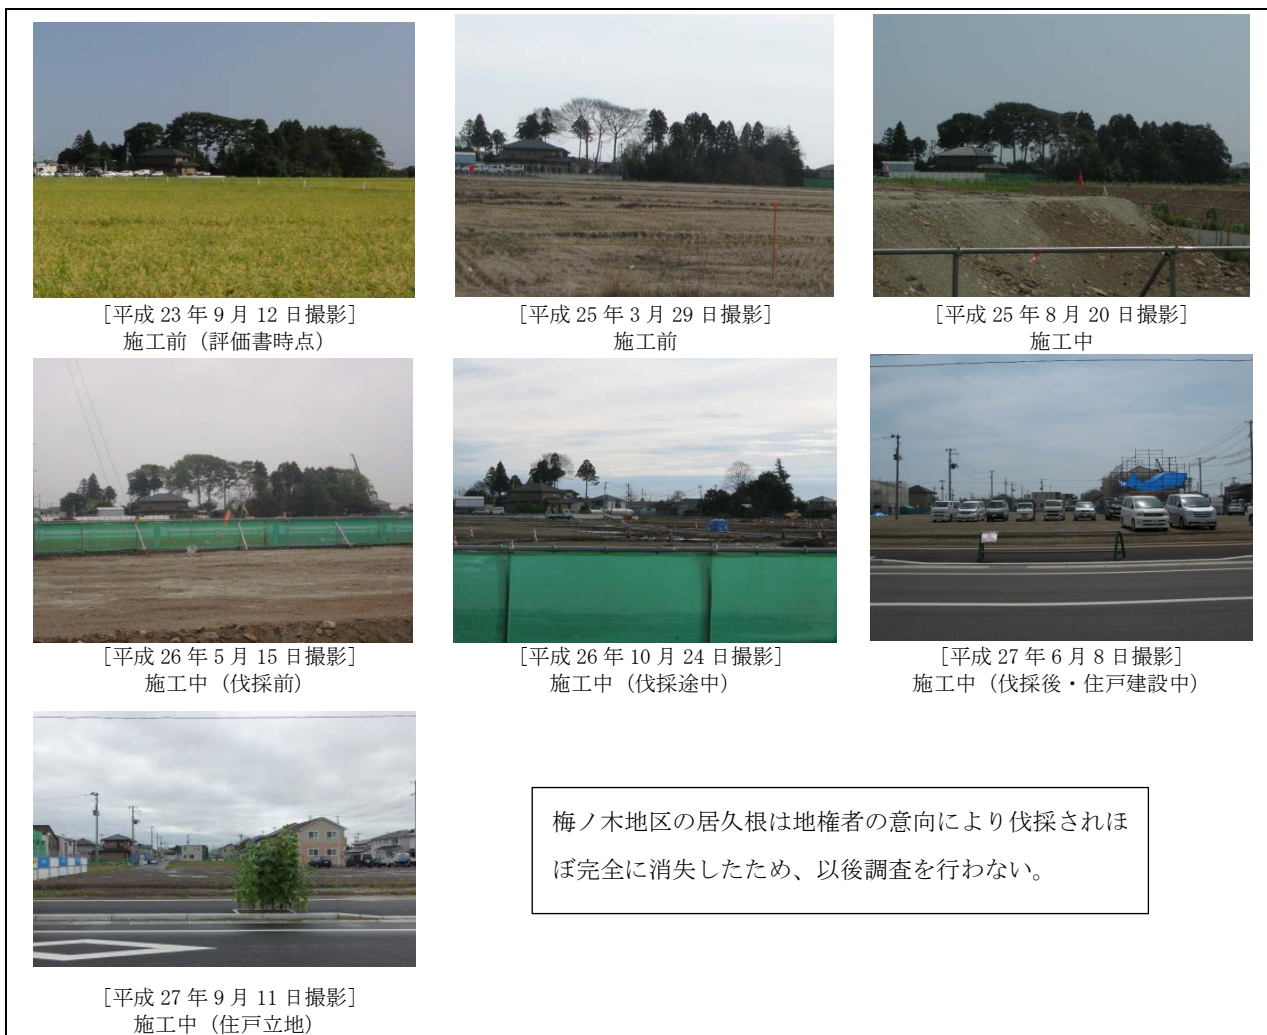 [平成 23 年 9 月 12 日撮影]
施工前（評価書時点）
[平成 25 年 3 月 29 日撮影]
施工前
[平成 25 年 8 月 20 日撮影]
施工中
[平成 26 年 5 月 15 日撮影]
施工中（伐採前）
[平成 26 年 10 月 24 日撮影]
施工中（伐採途中）
[平成 27 年 6 月 8 日撮影]
施工中（伐採後・住戸建設中）
梅ノ木地区の居久根は地権者の意向により伐採されほ
ぼ完全に消失したため、以後調査を行わない。
[平成 27 年 9 月 11 日撮影]
施工中（住戸立地）